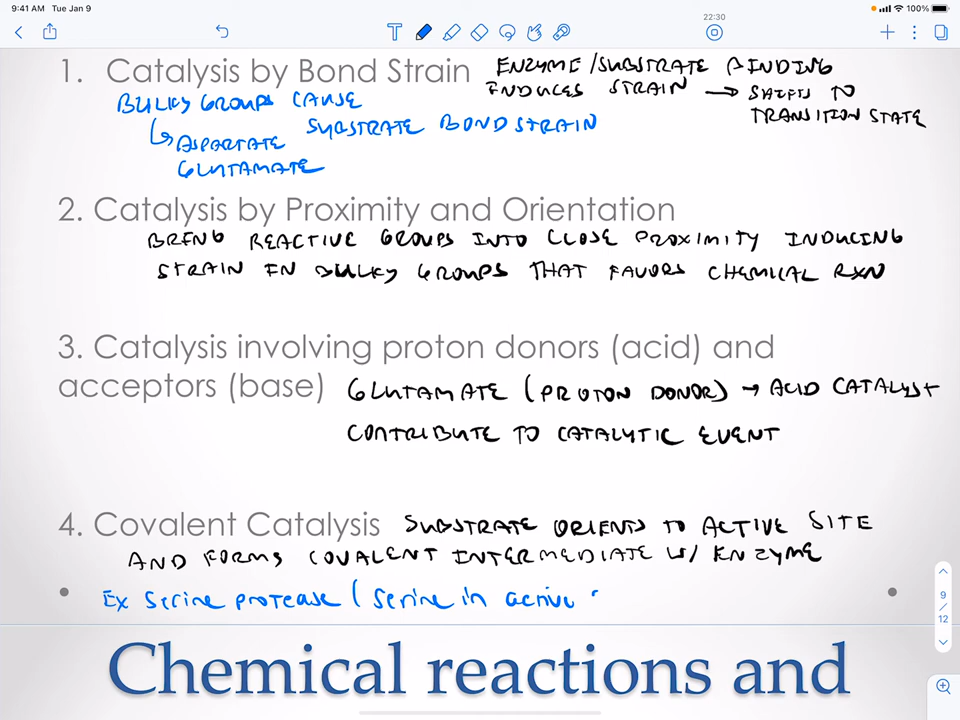 9:41 AM Tue Jan 9
100%
22:30
1. Catalysis by Bond Strain ENZYME/SUBSTRATE BINDING
INDUCES STRAIN → SHIFTS TO
TRANSITION STATE
BULKY GROUPS CAUSE
SUBSTRATE BOND STRAIN
↳ ASPARTATE
GLUTAMATE
2. Catalysis by Proximity and Orientation
BRING REACTIVE GROUPS INTO CLOSE PROXIMITY INDUCING
STRAIN IN BULKY GROUPS THAT FAVORS CHEMICAL RXN
3. Catalysis involving proton donors (acid) and
acceptors (base) GLUTAMATE (PROTON DONOR) → ACID CATALYST
CONTRIBUTE TO CATALYTIC EVENT
4. Covalent Catalysis SUBSTRATE ORIENTS TO ACTIVE SITE
AND FORMS COVALENT INTERMEDIATE W/ ENZYME
• Ex Serine protease (Serine in active
Chemical reactions and
9
/
12